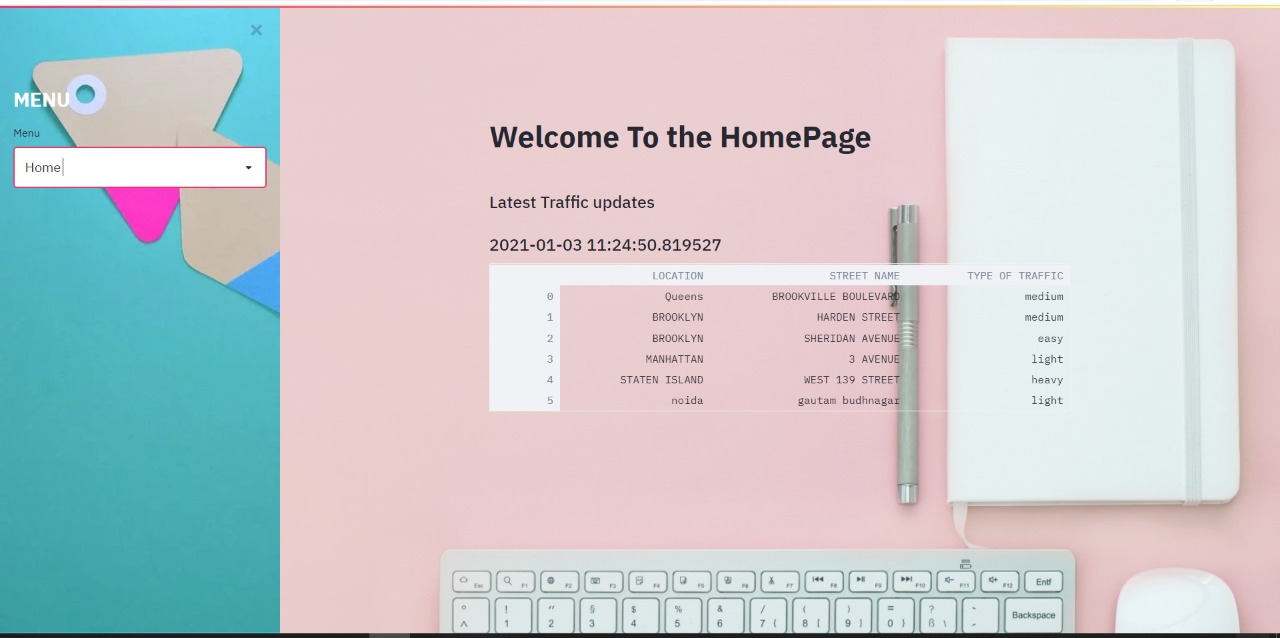 ×
MENU
Menu
Home
Welcome To the HomePage
Latest Traffic updates
2021-01-03 11:24:50.819527
LOCATION STREET NAME TYPE OF TRAFFIC
0 Queens BROOKVILLE BOULEVARD medium
1 BROOKLYN HARDEN STREET medium
2 BROOKLYN SHERIDAN AVENUE easy
3 MANHATTAN 3 AVENUE light
4 STATEN ISLAND WEST 139 STREET heavy
5 noida gautam budhnagar light
Esc F1 F2 F3 F4 F5 F6 F7 F8 F9 F10 F11 F12 Entf
° ! " § $ % & / ( ) = ? `
^ 1 2 3 4 5 6 7 { 8 [ 9 ] 0 } ß \ Backspace